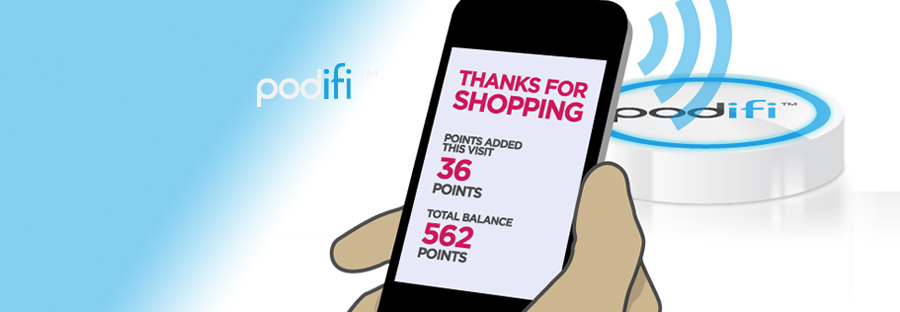 podifi™
THANKS FOR
SHOPPING
POINTS ADDED
THIS VISIT
36
POINTS
TOTAL BALANCE
562
POINTS
podifi™